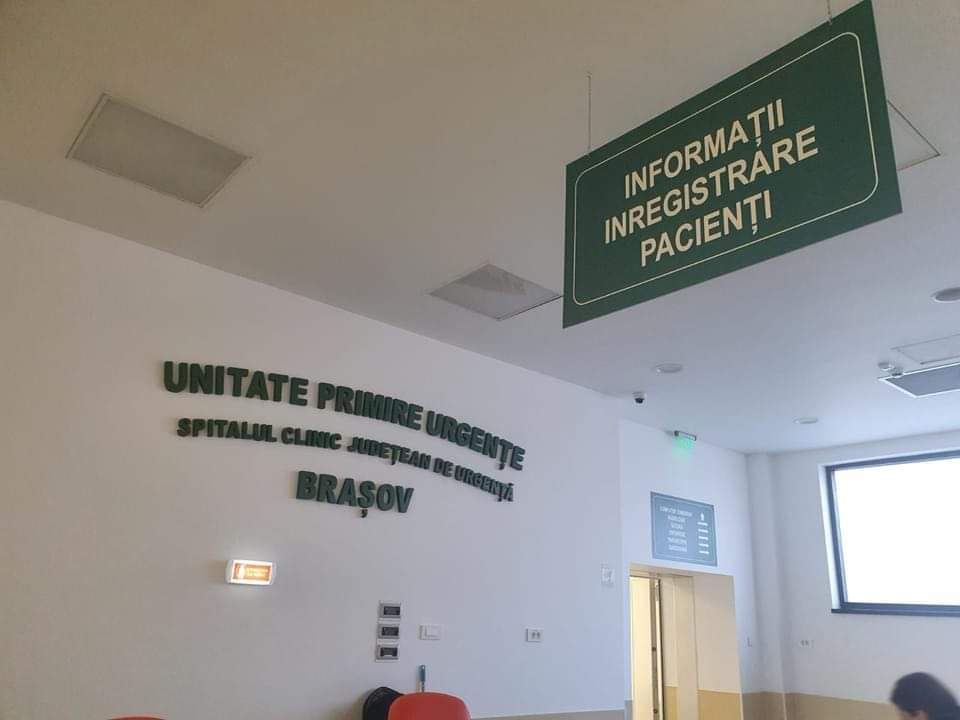 INFORMAȚII
INREGISTRARE
PACIENȚI
UNITATE PRIMIRE URGENȚE
SPITALUL CLINIC JUDEȚEAN DE URGENȚĂ
BRAȘOV